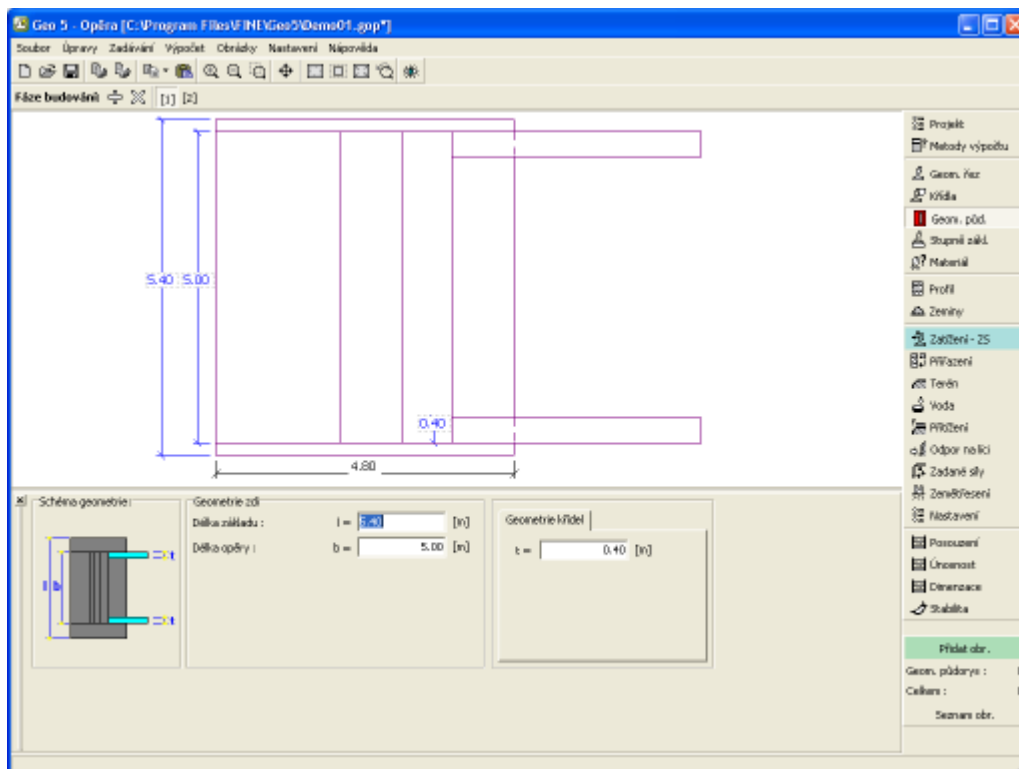 Geo 5 - Opěra [C:\Program Files\FINE\Geo5\Demo01.gop*]
Soubor Úpravy Zadávání Výpočet Obrázky Nastavení Nápověda
Fáze budování: [1] [2]
Projekt
Metody výpočtu
Geom. řez
Křídla
Geom. půd.
Stupně zákl.
Materiál
Profil
Zeminy
Zatížení - ZS
Přiřazení
Terén
Voda
Přitížení
Odpor na líci
Zadané síly
Zemětřesení
Nastavení
Posouzení
Únosnost
Dimenzace
Stabilita
Přidat obr.
Geom. půdorys :
Celkem :
Seznam obr.
5.40 5.00
0.40
4.80
Schéma geometrie:
l b t t
Geometrie zdi
Délka základu : l = 5.40 [m]
Délka opěry : b = 5.00 [m]
Geometrie křídel
t = 0.40 [m]